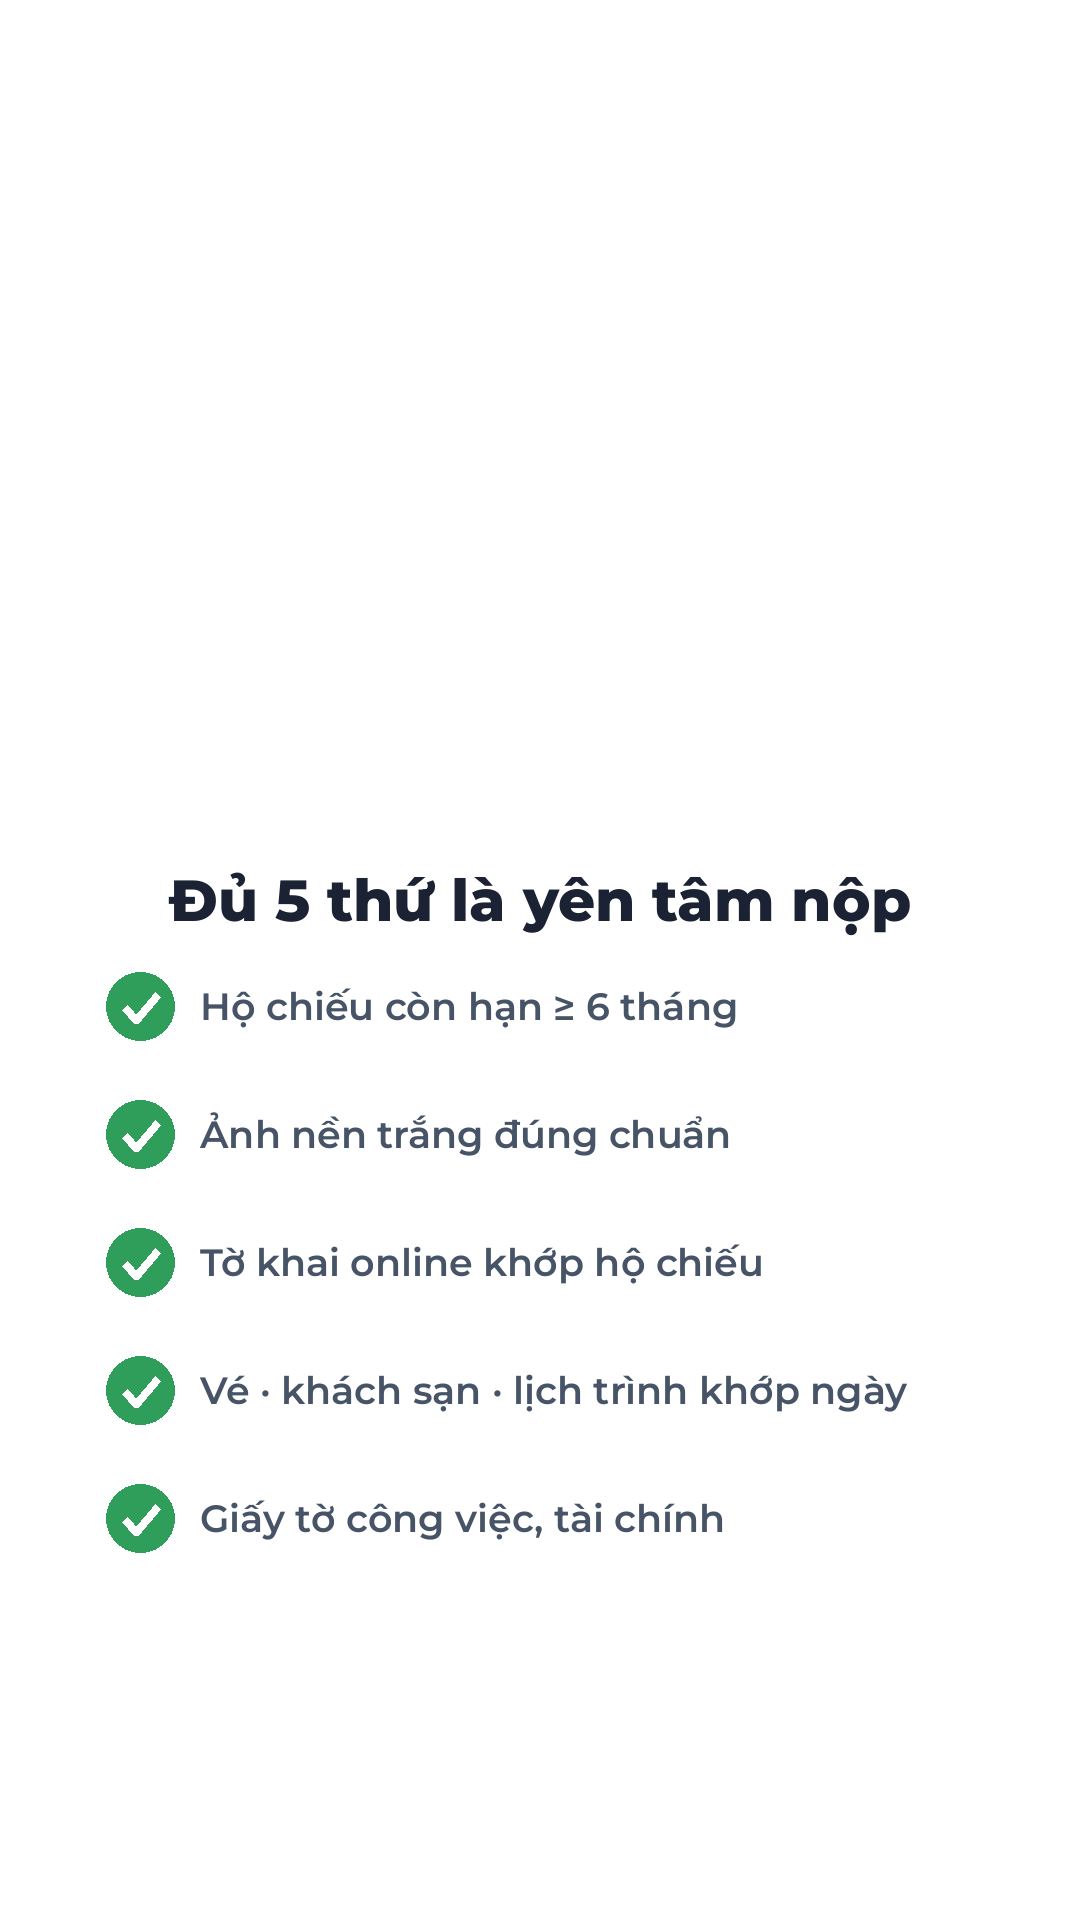 Đủ 5 thứ là yên tâm nộp
Hộ chiếu còn hạn ≥ 6 tháng
Ảnh nền trắng đúng chuẩn
Tờ khai online khớp hộ chiếu
Vé · khách sạn · lịch trình khớp ngày
Giấy tờ công việc, tài chính